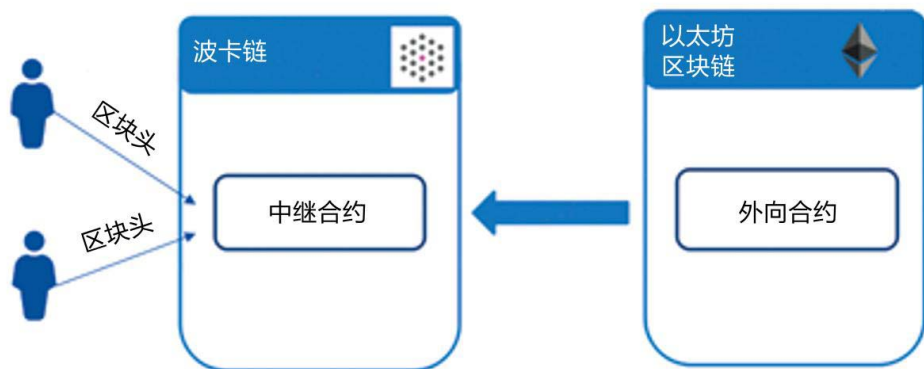 波卡链
以太坊
区块链
区块头
区块头
中继合约
外向合约